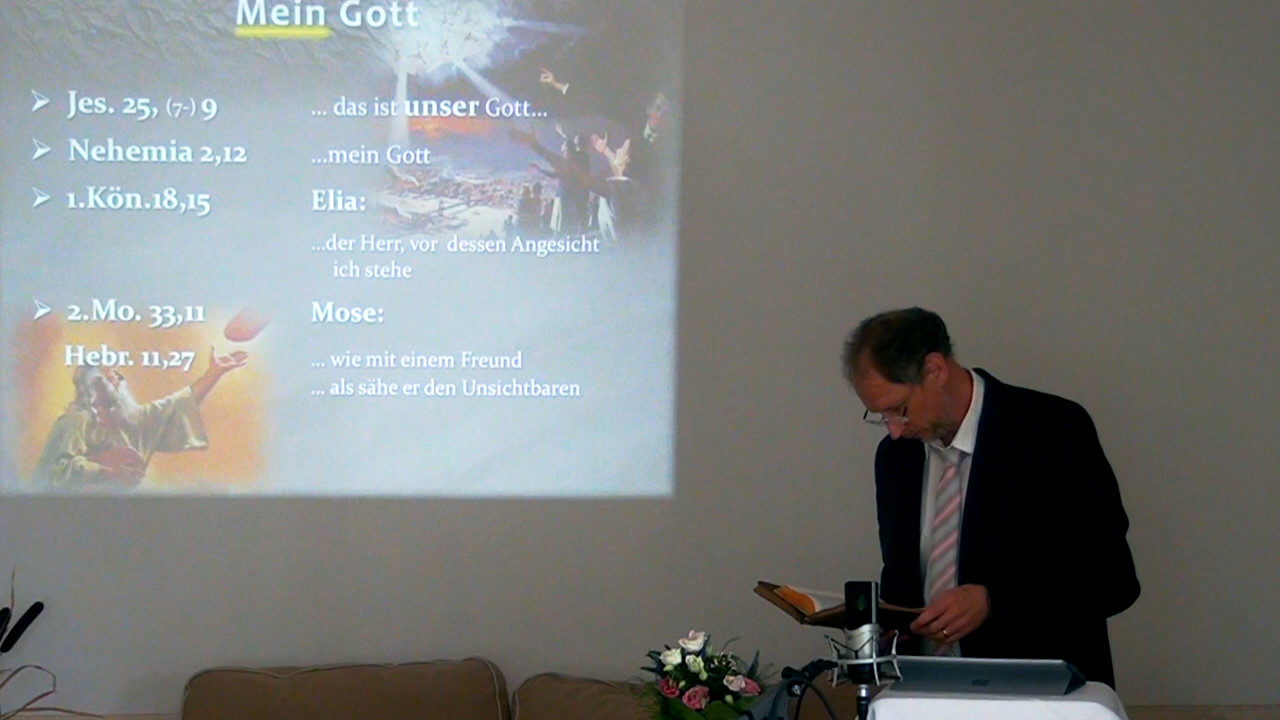 Mein Gott
Jes. 25, (7-) 9 ... das ist unser Gott...
Nehemia 2,12 ...mein Gott
1.Kön.18,15 Elia:
...der Herr, vor dessen Angesicht
ich stehe
2.Mo. 33,11 Mose:
Hebr. 11,27 ... wie mit einem Freund
... als sähe er den Unsichtbaren